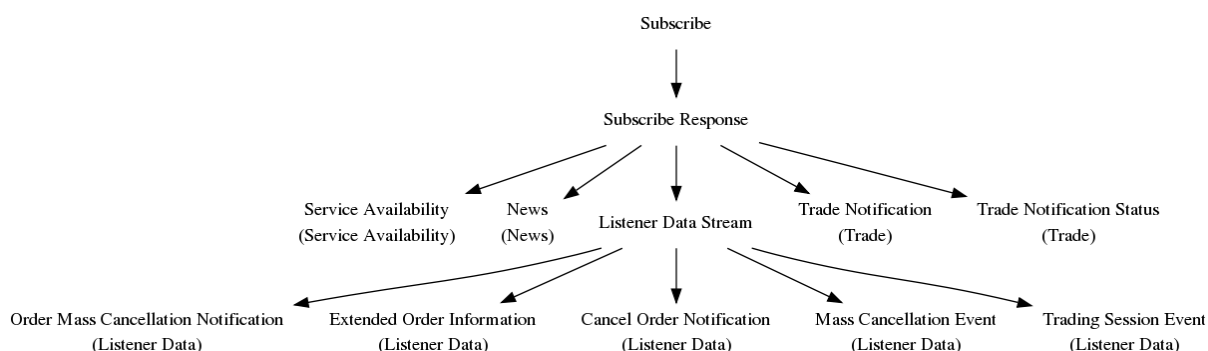 Subscribe
Subscribe Response
Service Availability
(Service Availability)
News
(News)
Listener Data Stream
Trade Notification
(Trade)
Trade Notification Status
(Trade)
Order Mass Cancellation Notification
(Listener Data)
Extended Order Information
(Listener Data)
Cancel Order Notification
(Listener Data)
Mass Cancellation Event
(Listener Data)
Trading Session Event
(Listener Data)